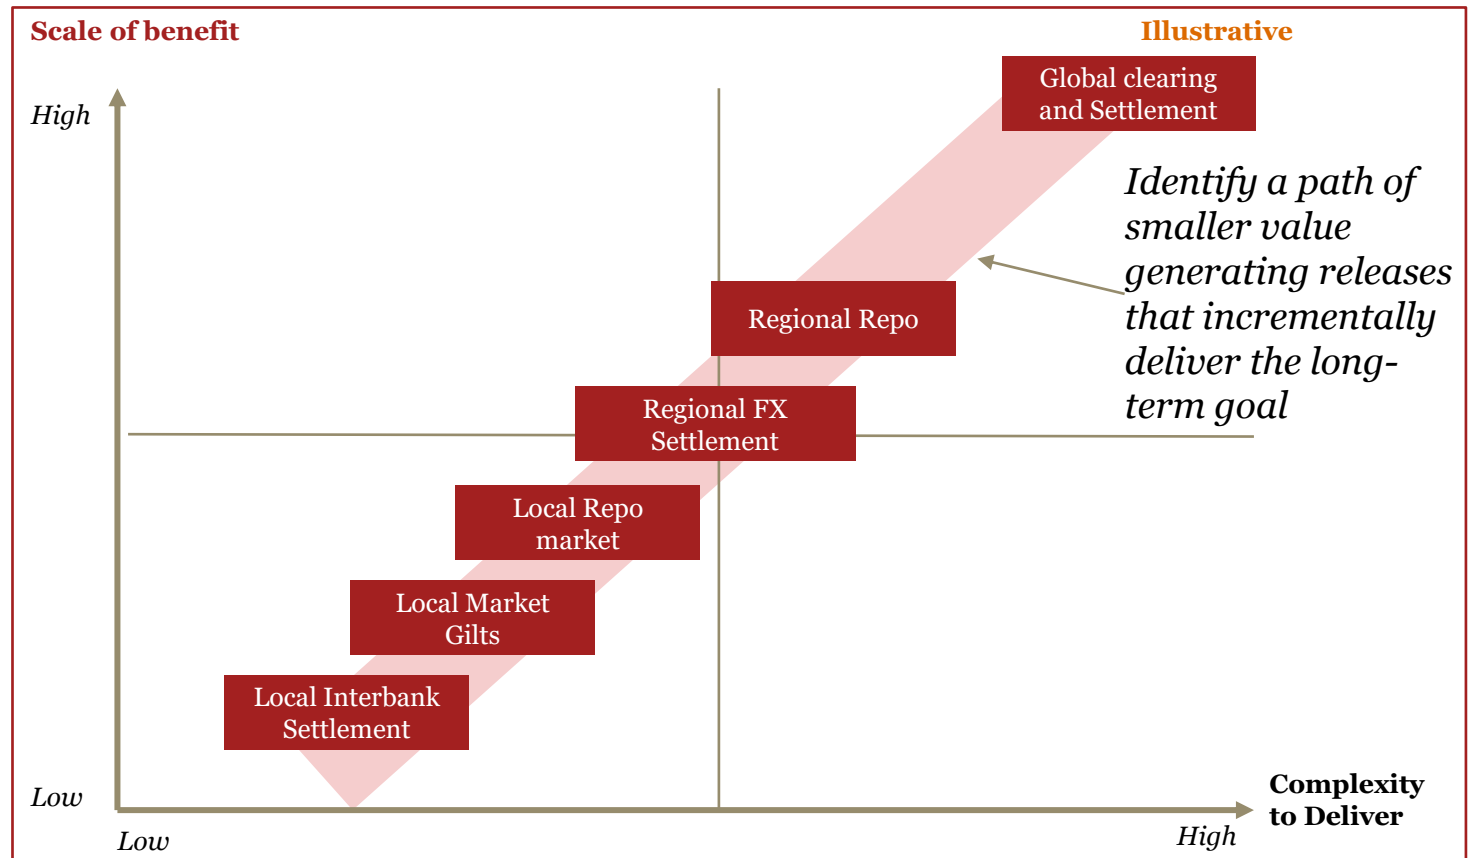 Scale of benefit
Illustrative
High
Global clearing
and Settlement
Identify a path of
smaller value
generating releases
that incrementally
deliver the long-
term goal
Regional Repo
Regional FX
Settlement
Local Repo
market
Local Market
Gilts
Local Interbank
Settlement
Low
Low
High
Complexity
to Deliver